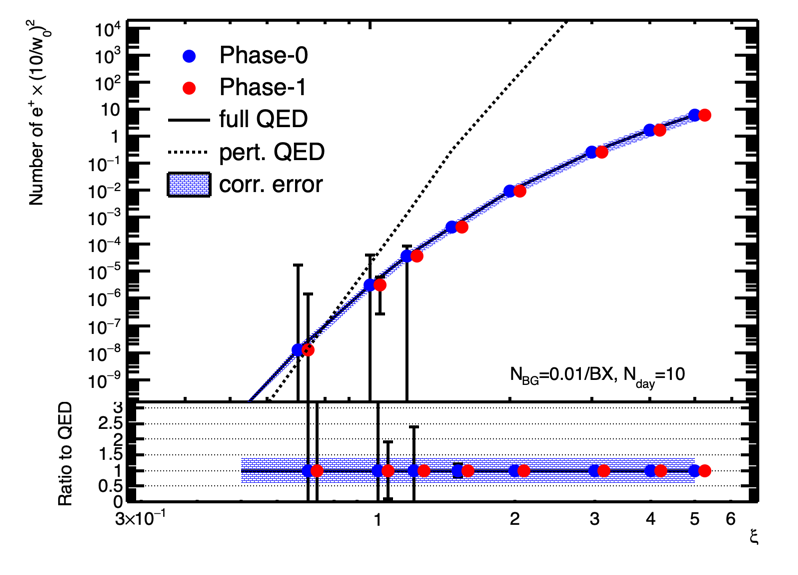 Number of e⁺ × (10/w₀)²
10⁴
10³
10²
10
1
10⁻¹
10⁻²
10⁻³
10⁻⁴
10⁻⁵
10⁻⁶
10⁻⁷
10⁻⁸
10⁻⁹
Phase-0
Phase-1
full QED
pert. QED
corr. error
N_BG=0.01/BX, N_day=10
Ratio to QED
3
2.5
2
1.5
1
0.5
0
3×10⁻¹ 1 2 3 4 5 6
ξ